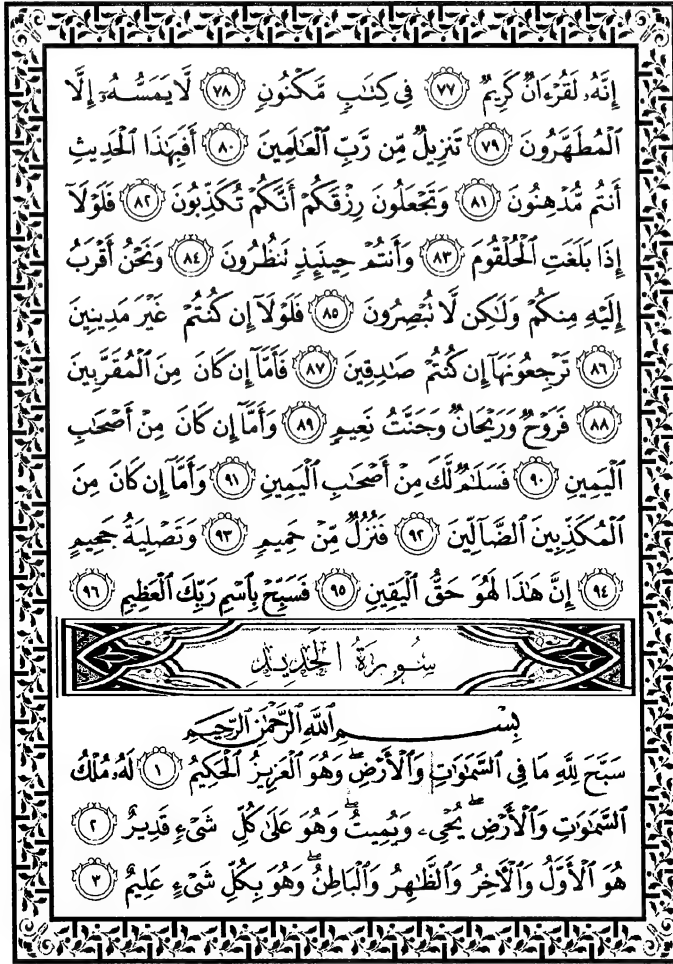 إِنَّهُۥ لَقُرْءَانٌ كَرِيمٌ ٧٧ فِى كِتَٰبٍ مَّكْنُونٍ ٧٨ لَّا يَمَسُّهُۥٓ إِلَّا
ٱلْمُطَهَّرُونَ ٧٩ تَنزِيلٌ مِّن رَّبِّ ٱلْعَٰلَمِينَ ٨٠ أَفَبِهَٰذَا ٱلْحَدِيثِ
أَنتُم مُّدْهِنُونَ ٨١ وَتَجْعَلُونَ رِزْقَكُمْ أَنَّكُمْ تُكَذِّبُونَ ٨٢ فَلَوْلَآ
إِذَا بَلَغَتِ ٱلْحُلْقُومَ ٨٣ وَأَنتُمْ حِينَئِذٍ تَنظُرُونَ ٨٤ وَنَحْنُ أَقْرَبُ
إِلَيْهِ مِنكُمْ وَلَٰكِن لَّا تُبْصِرُونَ ٨٥ فَلَوْلَآ إِن كُنتُمْ غَيْرَ مَدِينِينَ
٨٦ تَرْجِعُونَهَآ إِن كُنتُمْ صَٰدِقِينَ ٨٧ فَأَمَّآ إِن كَانَ مِنَ ٱلْمُقَرَّبِينَ
٨٨ فَرَوْحٌ وَرَيْحَانٌ وَجَنَّتُ نَعِيمٍ ٨٩ وَأَمَّآ إِن كَانَ مِنْ أَصْحَٰبِ
ٱلْيَمِينِ ٩٠ فَسَلَٰمٌ لَّكَ مِنْ أَصْحَٰبِ ٱلْيَمِينِ ٩١ وَأَمَّآ إِن كَانَ مِنَ
ٱلْمُكَذِّبِينَ ٱلضَّآلِّينَ ٩٢ فَنُزُلٌ مِّنْ حَمِيمٍ ٩٣ وَتَصْلِيَةُ جَحِيمٍ
٩٤ إِنَّ هَٰذَا لَهُوَ حَقُّ ٱلْيَقِينِ ٩٥ فَسَبِّحْ بِٱسْمِ رَبِّكَ ٱلْعَظِيمِ ٩٦
سُورَةُ الحَدِيدِ
بِسْمِ ٱللَّهِ ٱلرَّحْمَٰنِ ٱلرَّحِيمِ
سَبَّحَ لِلَّهِ مَا فِى ٱلسَّمَٰوَٰتِ وَٱلْأَرْضِ ۖ وَهُوَ ٱلْعَزِيزُ ٱلْحَكِيمُ ١ لَهُۥ مُلْكُ
ٱلسَّمَٰوَٰتِ وَٱلْأَرْضِ ۖ يُحْىِۦ وَيُمِيتُ ۖ وَهُوَ عَلَىٰ كُلِّ شَىْءٍ قَدِيرٌ ٢
هُوَ ٱلْأَوَّلُ وَٱلْءَاخِرُ وَٱلظَّٰهِرُ وَٱلْبَاطِنُ ۖ وَهُوَ بِكُلِّ شَىْءٍ عَلِيمٌ ٣